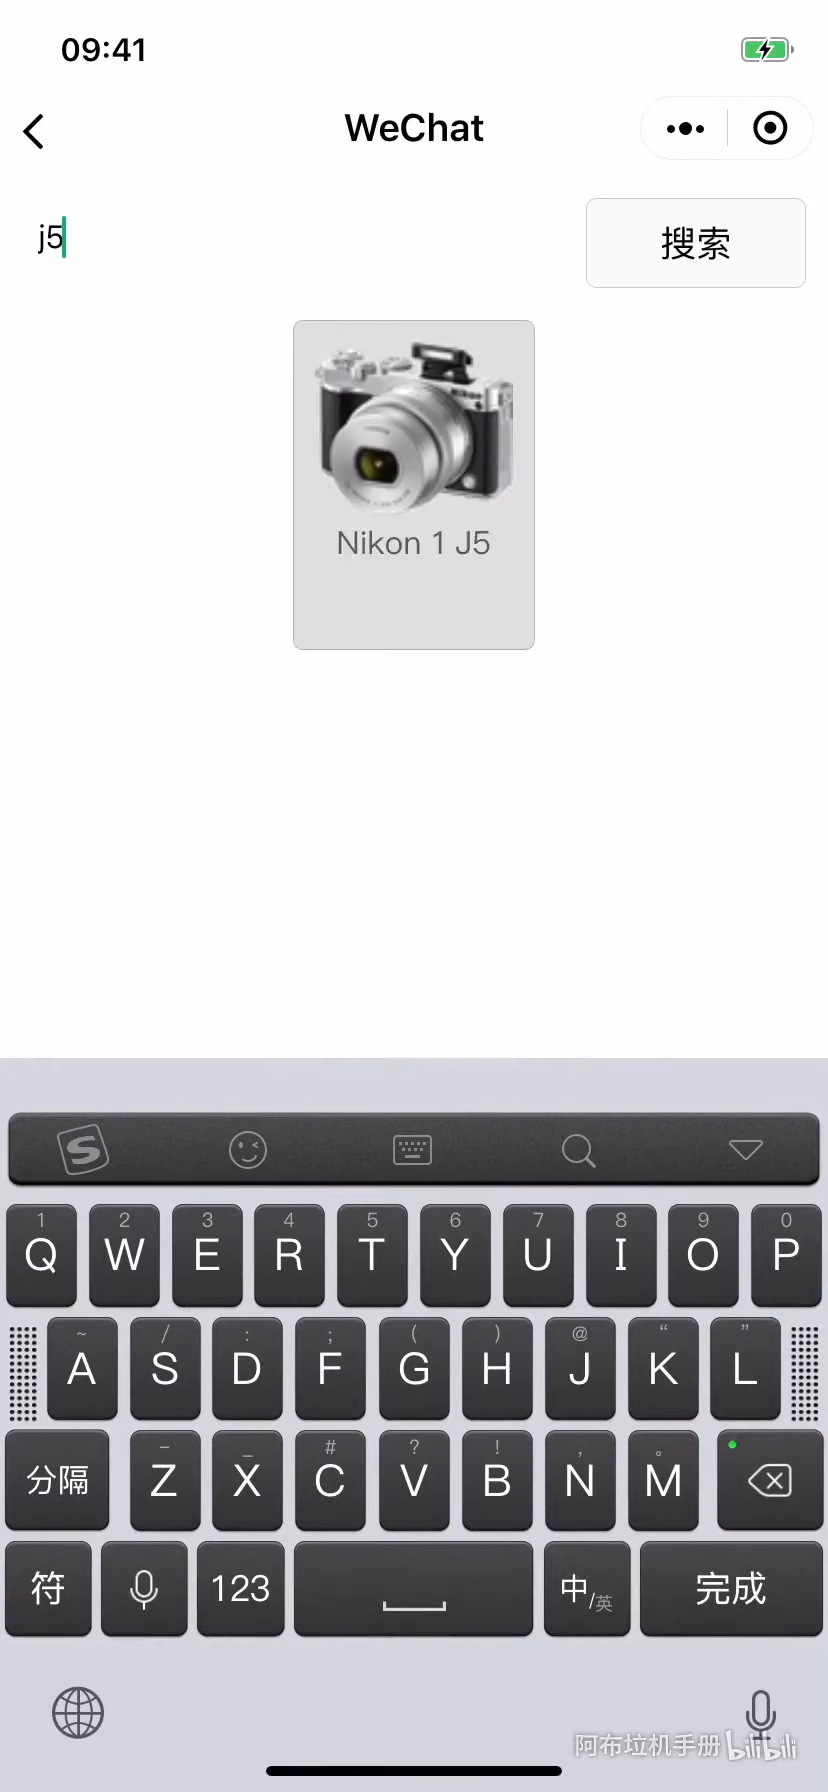 09:41
WeChat
j5
搜索
Nikon 1 J5
1 2 3 4 5 6 7 8 9 0
Q W E R T Y U I O P
~ / : ; ( ) @ “ ”
A S D F G H J K L
– _ # ? ! , 。
分隔 Z X C V B N M
符 123 中/英 完成
阿布垃机手册 bilibili